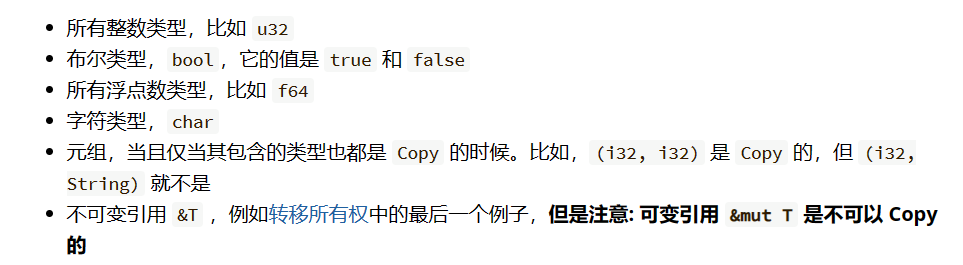 所有整数类型，比如 u32
布尔类型，bool，它的值是 true 和 false
所有浮点数类型，比如 f64
字符类型，char
元组，当且仅当其包含的类型也都是 Copy 的时候。比如，(i32, i32) 是 Copy 的，但 (i32,
String) 就不是
不可变引用 &T ，例如转移所有权中的最后一个例子，但是注意: 可变引用 &mut T 是不可以 Copy
的